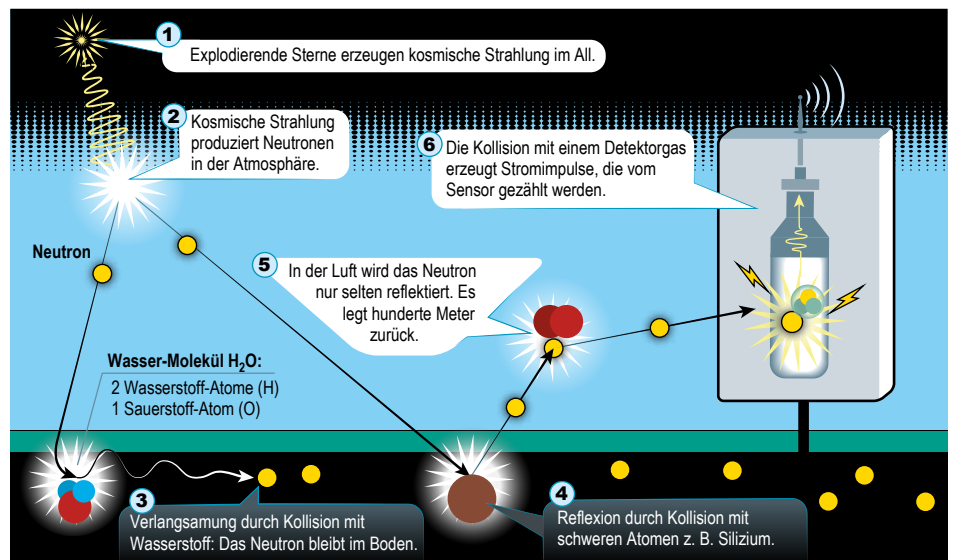 1
Explodierende Sterne erzeugen kosmische Strahlung im All.
2
Kosmische Strahlung
produziert Neutronen
in der Atmosphäre.
6
Die Kollision mit einem Detektorgas
erzeugt Stromimpulse, die vom
Sensor gezählt werden.
Neutron
5
In der Luft wird das Neutron
nur selten reflektiert. Es
legt hunderte Meter
zurück.
Wasser-Molekül H₂O:
2 Wasserstoff-Atome (H)
1 Sauerstoff-Atom (O)
3
Verlangsamung durch Kollision mit
Wasserstoff: Das Neutron bleibt im Boden.
4
Reflexion durch Kollision mit
schweren Atomen z. B. Silizium.